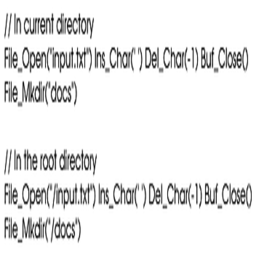 // In current directory
File_Open("input.txt") Ins_Char(' ') Del_Char(-1) Buf_Close()
File_Mkdir("docs")
// In the root directory
File_Open("/input.txt") Ins_Char(' ') Del_Char(-1) Buf_Close()
File_Mkdir("/docs")